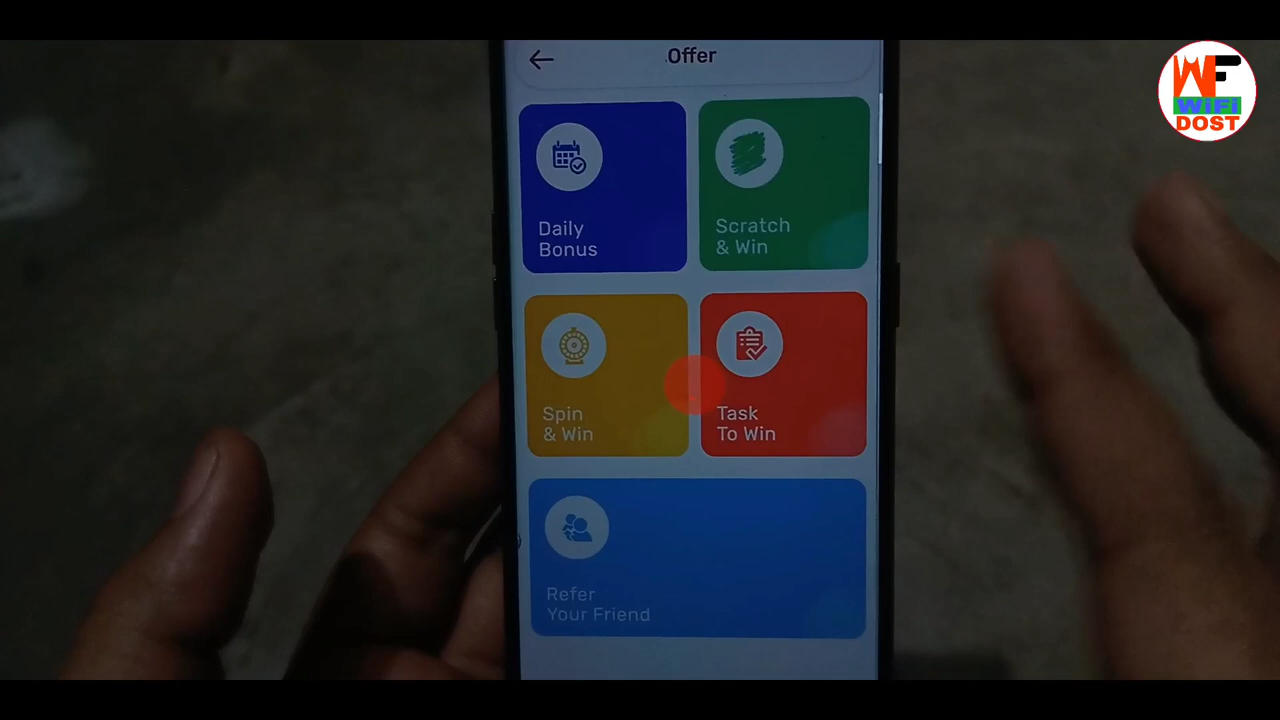 Offer
Daily
Bonus
Scratch
& Win
Spin
& Win
Task
To Win
Refer
Your Friend
WF
WiFi
DOST